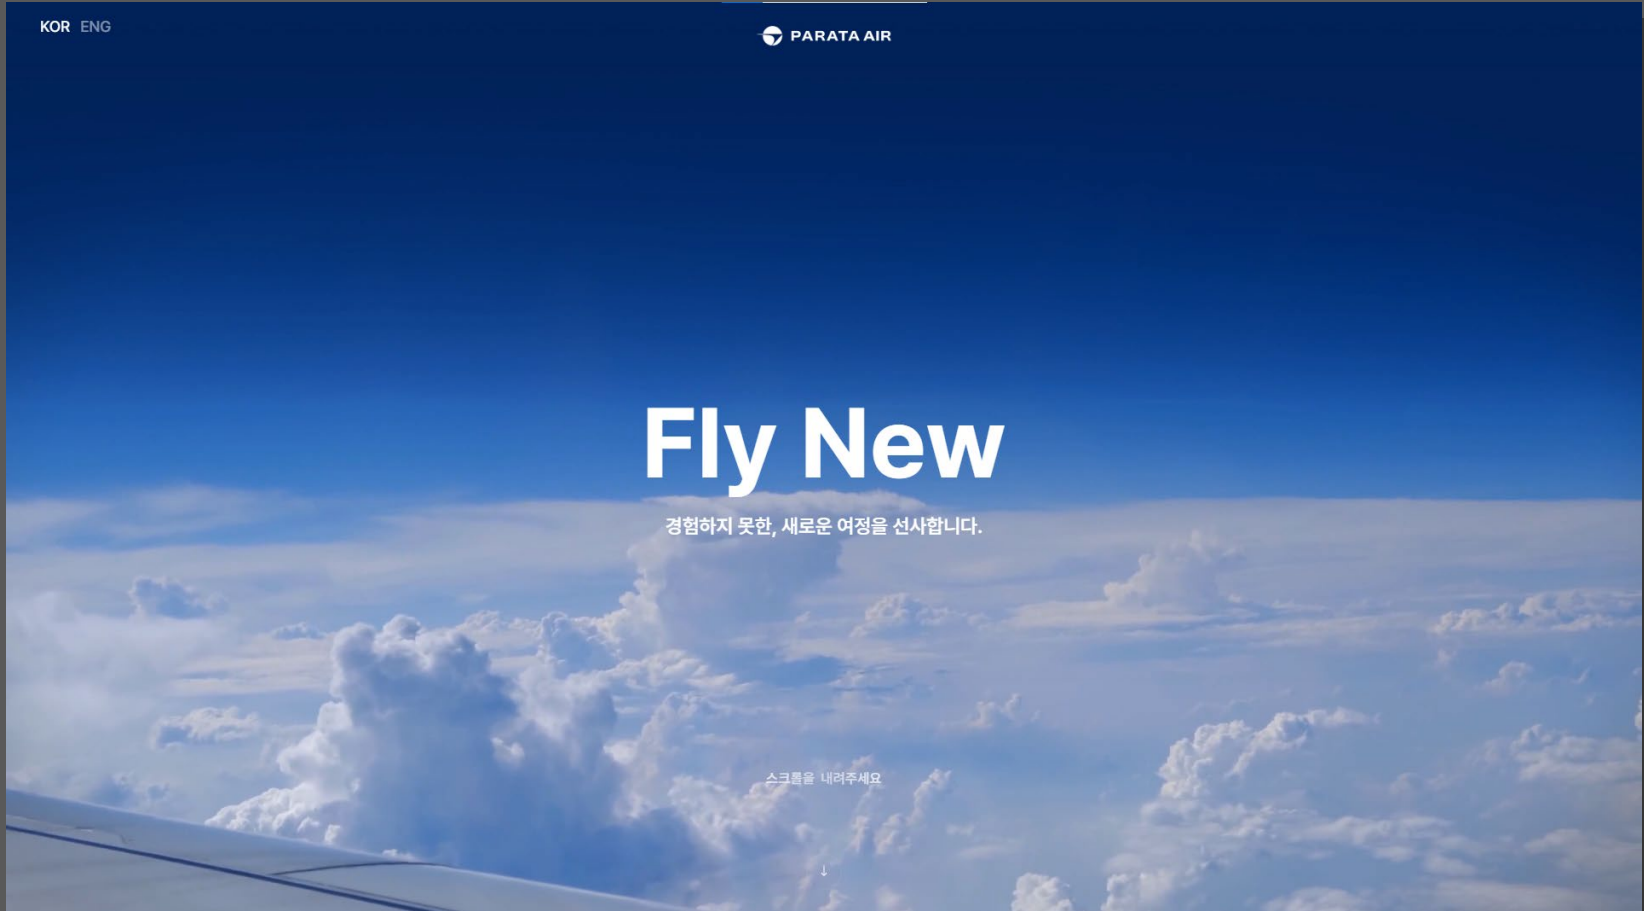 KOR ENG
PARATA AIR
Fly New
경험하지 못한, 새로운 여정을 선사합니다.
스크롤을 내려주세요
↓